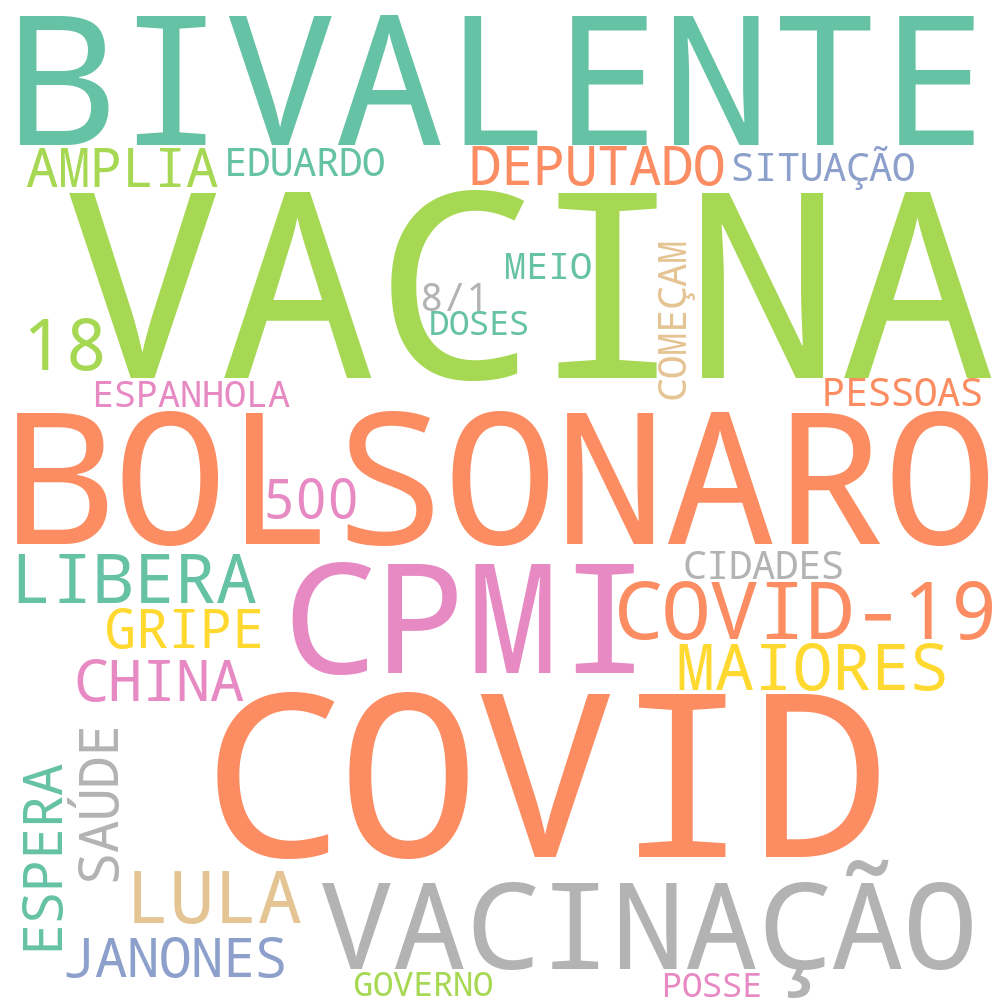 BIVALENTE
AMPLIA
EDUARDO
DEPUTADO
SITUAÇÃO
VACINA
MEIO
8/1
DOSES
COMEÇAM
18
ESPANHOLA
PESSOAS
BOLSONARO
500
LIBERA
CPMI
CIDADES
COVID-19
GRIPE
MAIORES
CHINA
COVID
SAÚDE
ESPERA
LULA
VACINAÇÃO
JANONES
GOVERNO
POSSE